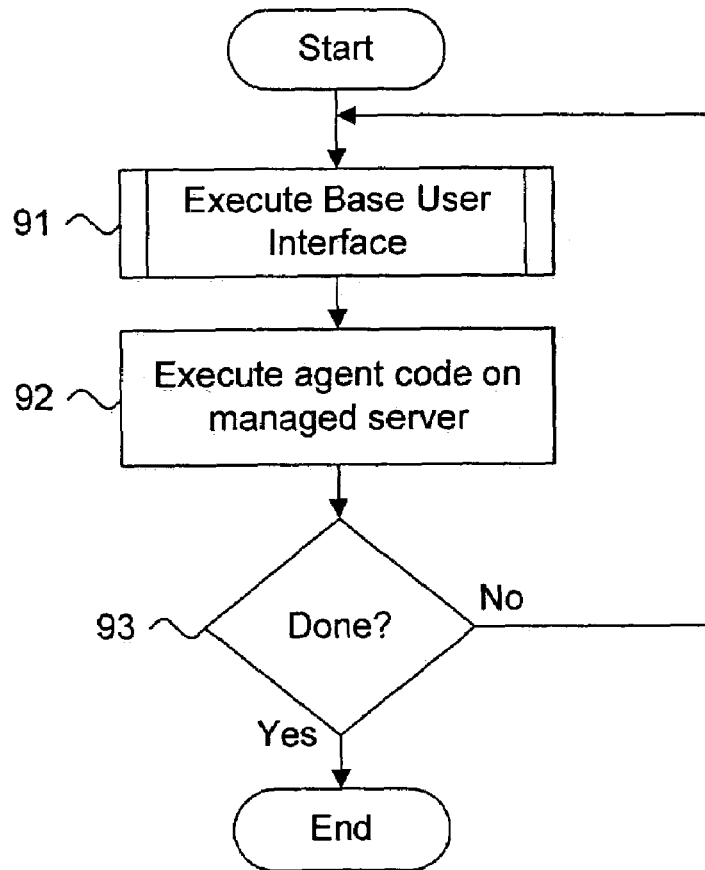 Start
91
Execute Base User
Interface
92
Execute agent code on
managed server
93
Done?
No
Yes
End